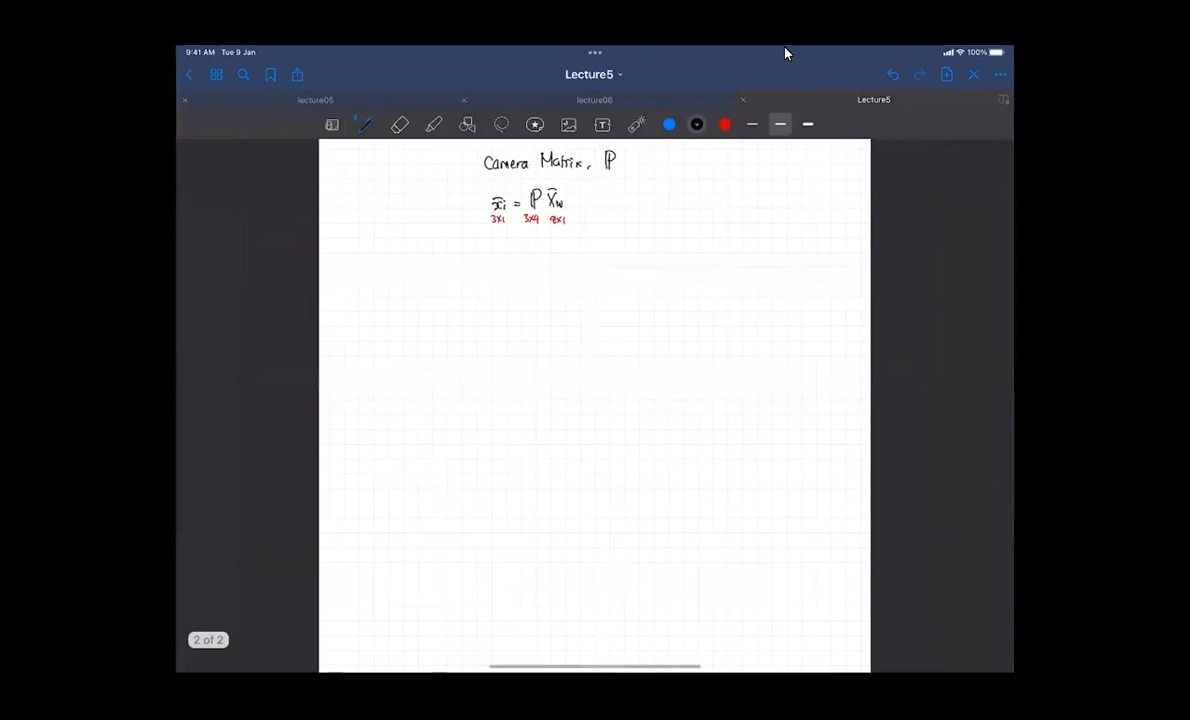 9:41 AM Tue 9 Jan
100%
Lecture5
lecture05
lecture06
Lecture5
Camera Matrix, ℙ
x̃i = ℙ X̃w
3x1 3x4 4x1
2 of 2